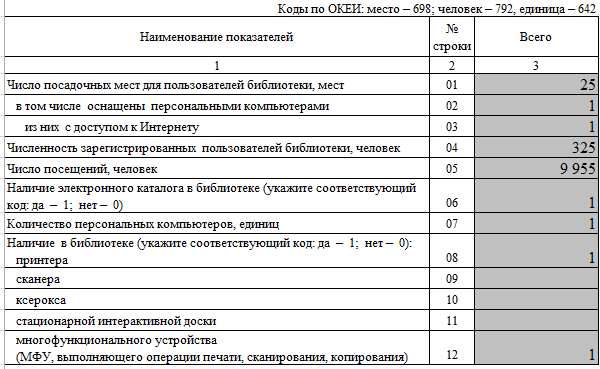 Коды по ОКЕИ: место – 698; человек – 792, единица – 642
Наименование показателей № строки Всего
1 2 3
Число посадочных мест для пользователей библиотеки, мест 01 25
в том числе оснащены персональными компьютерами 02 1
из них с доступом к Интернету 03 1
Численность зарегистрированных пользователей библиотеки, человек 04 325
Число посещений, человек 05 9 955
Наличие электронного каталога в библиотеке (укажите соответствующий
код: да – 1; нет – 0) 06 1
Количество персональных компьютеров, единиц 07 1
Наличие в библиотеке (укажите соответствующий код: да – 1; нет – 0):
принтера 08 1
сканера 09
ксерокса 10
стационарной интерактивной доски 11
многофункционального устройства
(МФУ, выполняющего операции печати, сканирования, копирования) 12 1